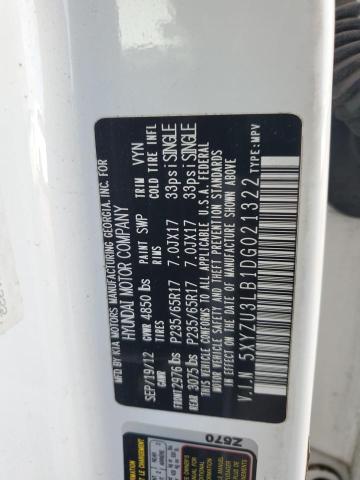 MFD BY KIA MOTORS MANUFACTURING GEORGIA, INC. FOR
HYUNDAI MOTOR COMPANY
SEP/19/12 GVWR 4850 lbs PAINT SWP TRIM VYN
GAWR TIRES RIMS COLD TIRE INFL
FRONT 2976 lbs P235/65R17 7.0JX17 33psi SINGLE
REAR 3075 lbs P235/65R17 7.0JX17 33psi SINGLE
THIS VEHICLE CONFORMS TO ALL APPLICABLE U.S.A. FEDERAL
MOTOR VEHICLE SAFETY AND THEFT PREVENTION STANDARDS
IN EFFECT ON THE DATE OF MANUFACTURE SHOWN ABOVE.
V.I.N 5XYZU3LB1DG021322 TYPE:MPV
Z670